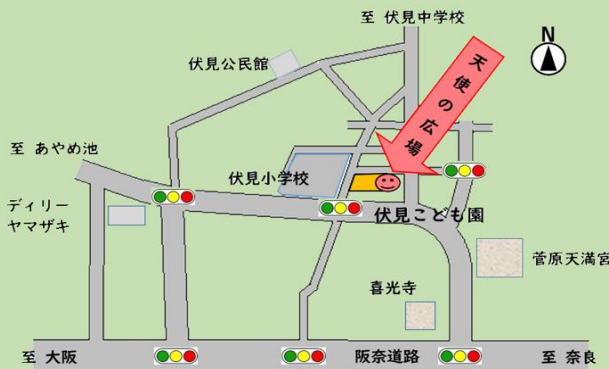 至 伏見中学校
N
伏見公民館
天使の広場
至 あやめ池
伏見小学校
ディリー
ヤマザキ
伏見こども園
菅原天満宮
喜光寺
至 大阪
阪奈道路
至 奈良